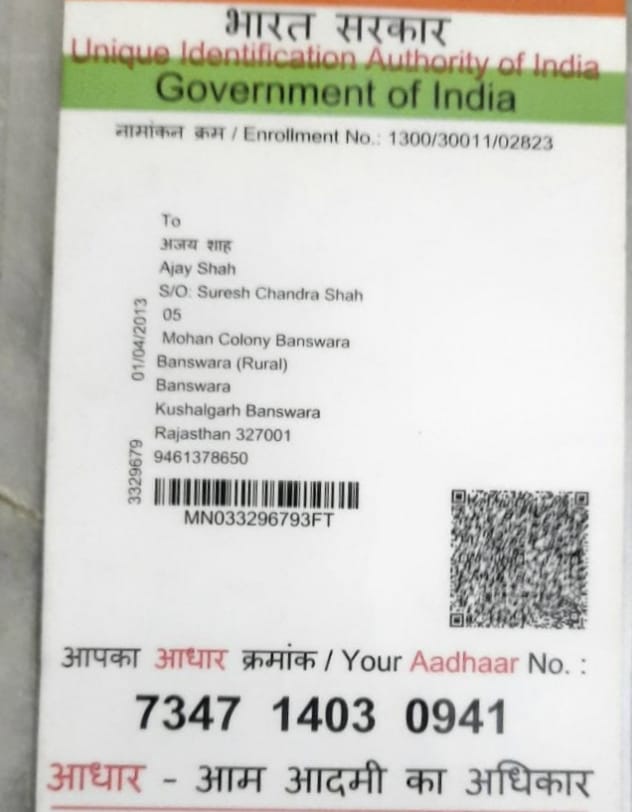 भारत सरकार
Unique Identification Authority of India
Government of India
नामांकन क्रम / Enrollment No.: 1300/30011/02823
To
अजय शाह
Ajay Shah
S/O: Suresh Chandra Shah
05
Mohan Colony Banswara
Banswara (Rural)
Banswara
Kushalgarh Banswara
Rajasthan 327001
9461378650
01/04/2013
3329679
MN033296793FT
आपका आधार क्रमांक / Your Aadhaar No. :
7347 1403 0941
आधार - आम आदमी का अधिकार